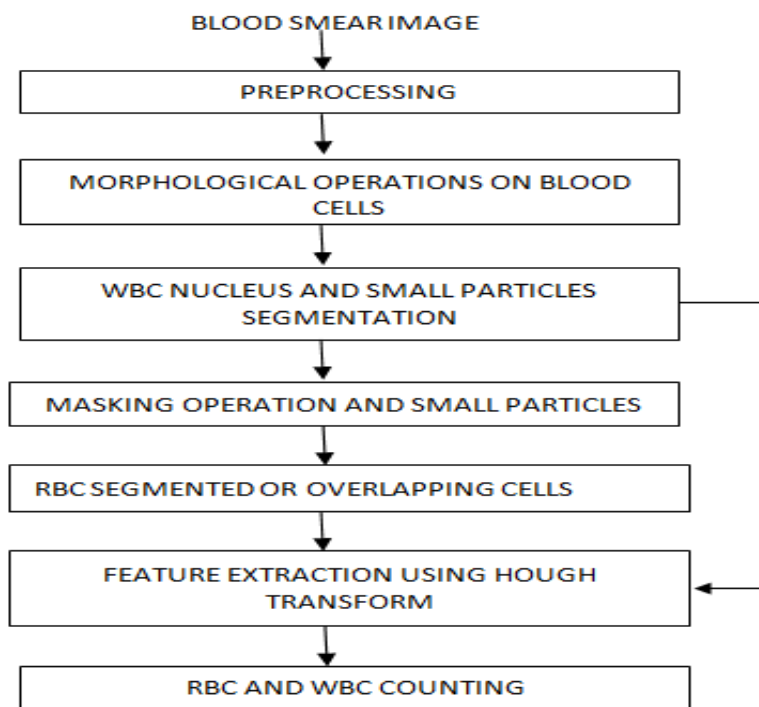 BLOOD SMEAR IMAGE
PREPROCESSING
MORPHOLOGICAL OPERATIONS ON BLOOD
CELLS
WBC NUCLEUS AND SMALL PARTICLES
SEGMENTATION
MASKING OPERATION AND SMALL PARTICLES
RBC SEGMENTED OR OVERLAPPING CELLS
FEATURE EXTRACTION USING HOUGH
TRANSFORM
RBC AND WBC COUNTING